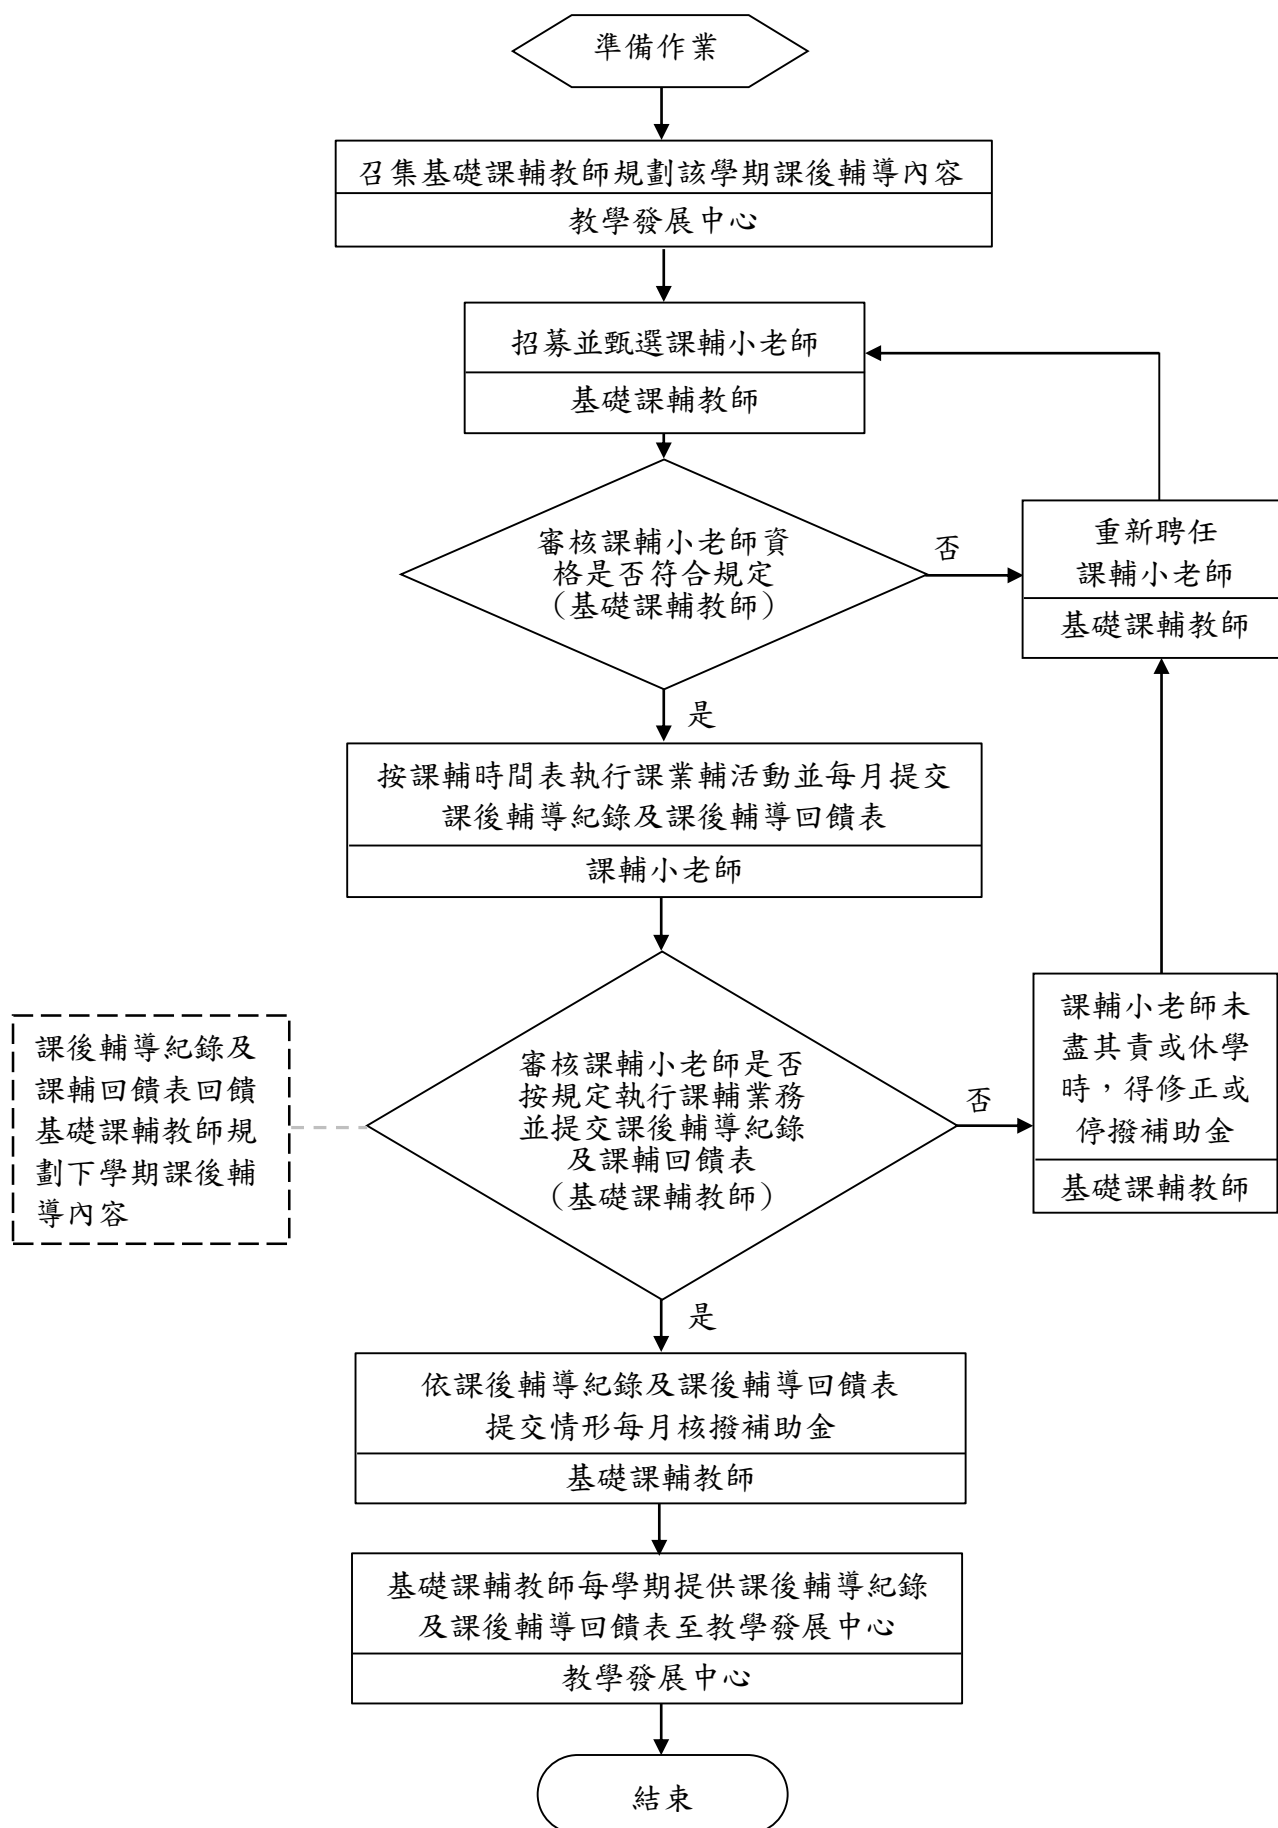 準備作業
召集基礎課輔教師規劃該學期課後輔導內容
教學發展中心
招募並甄選課輔小老師
基礎課輔教師
審核課輔小老師資
格是否符合規定
（基礎課輔教師）
否
重新聘任
課輔小老師
基礎課輔教師
是
按課輔時間表執行課業輔活動並每月提交
課後輔導紀錄及課後輔導回饋表
課輔小老師
課後輔導紀錄及
課輔回饋表回饋
基礎課輔教師規
劃下學期課後輔
導內容
審核課輔小老師是否
按規定執行課輔業務
並提交課後輔導紀錄
及課輔回饋表
（基礎課輔教師）
否
課輔小老師未
盡其責或休學
時，得修正或
停撥補助金
基礎課輔教師
是
依課後輔導紀錄及課後輔導回饋表
提交情形每月核撥補助金
基礎課輔教師
基礎課輔教師每學期提供課後輔導紀錄
及課後輔導回饋表至教學發展中心
教學發展中心
結束